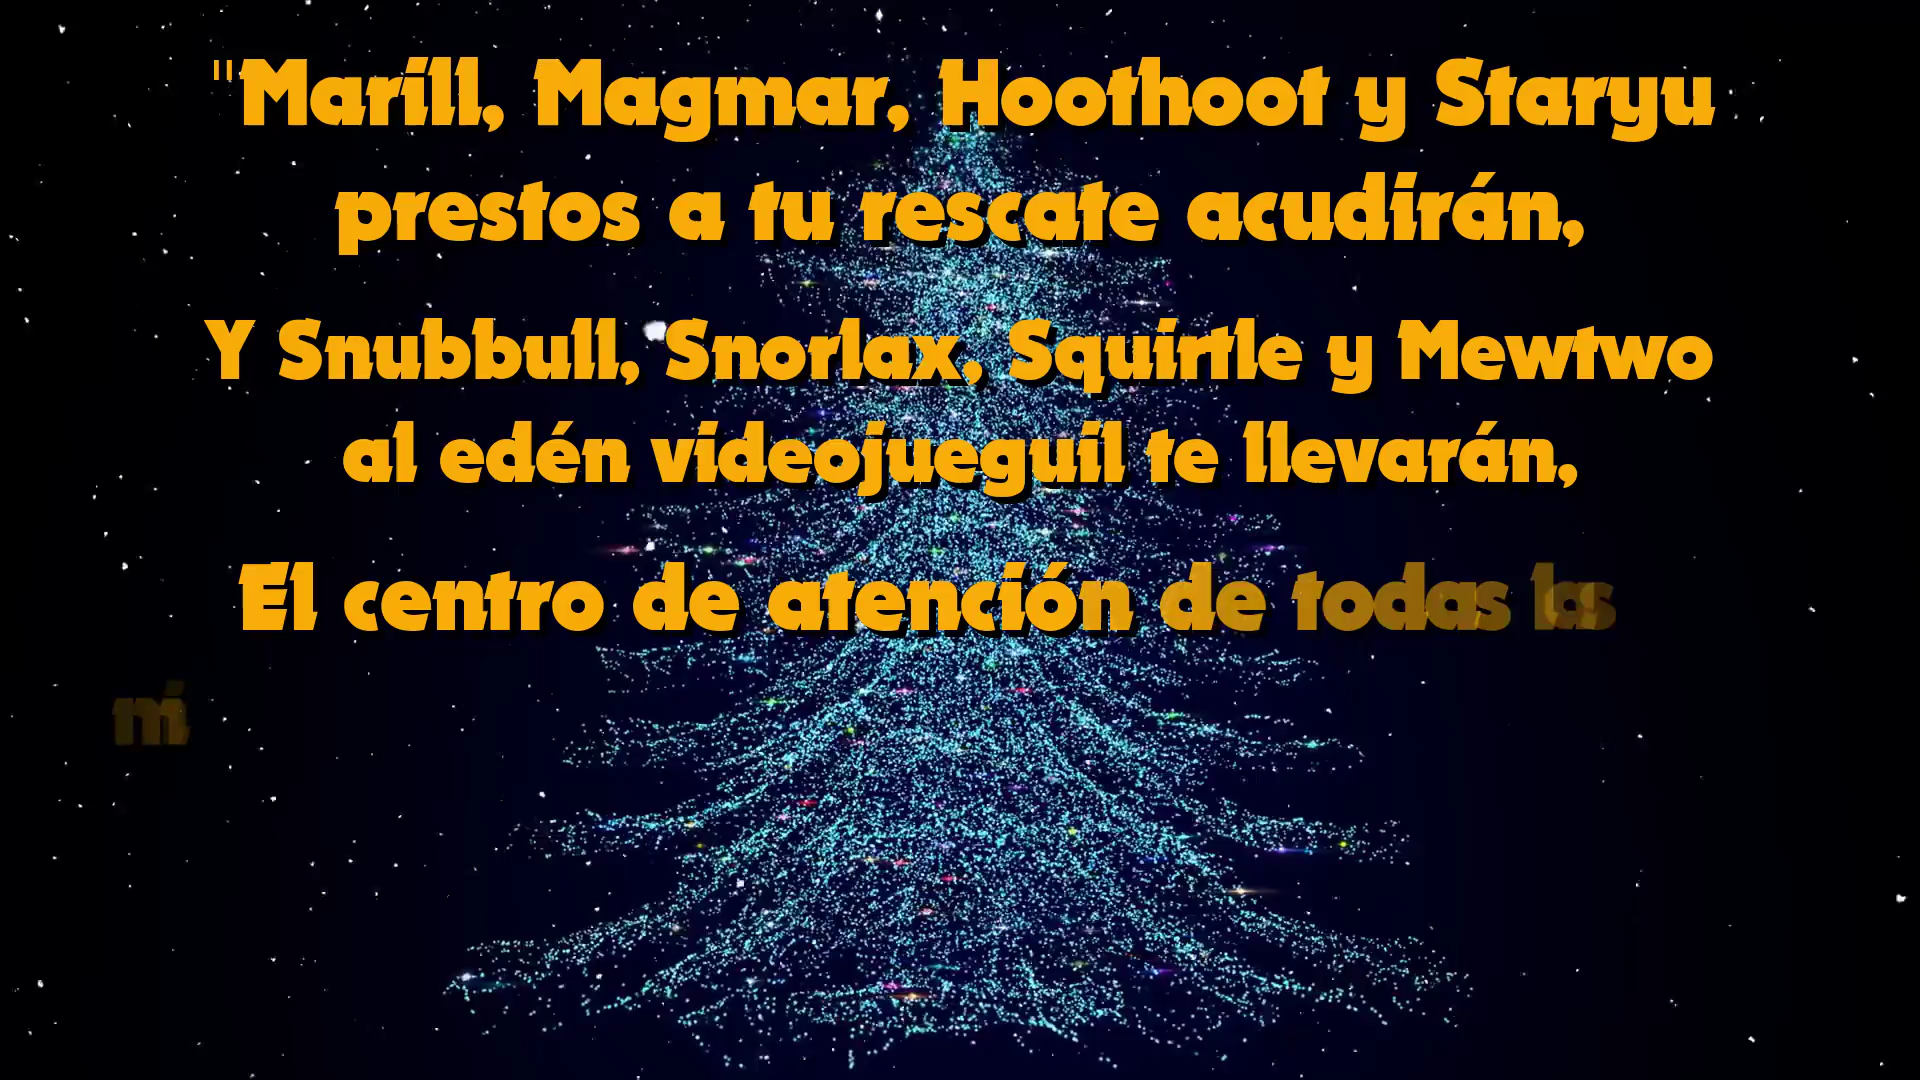 "Marill, Magmar, Hoothoot y Staryu
prestos a tu rescate acudirán,
Y Snubbull, Snorlax, Squirtle y Mewtwo
al edén videojueguil te llevarán,
El centro de atención de todas las